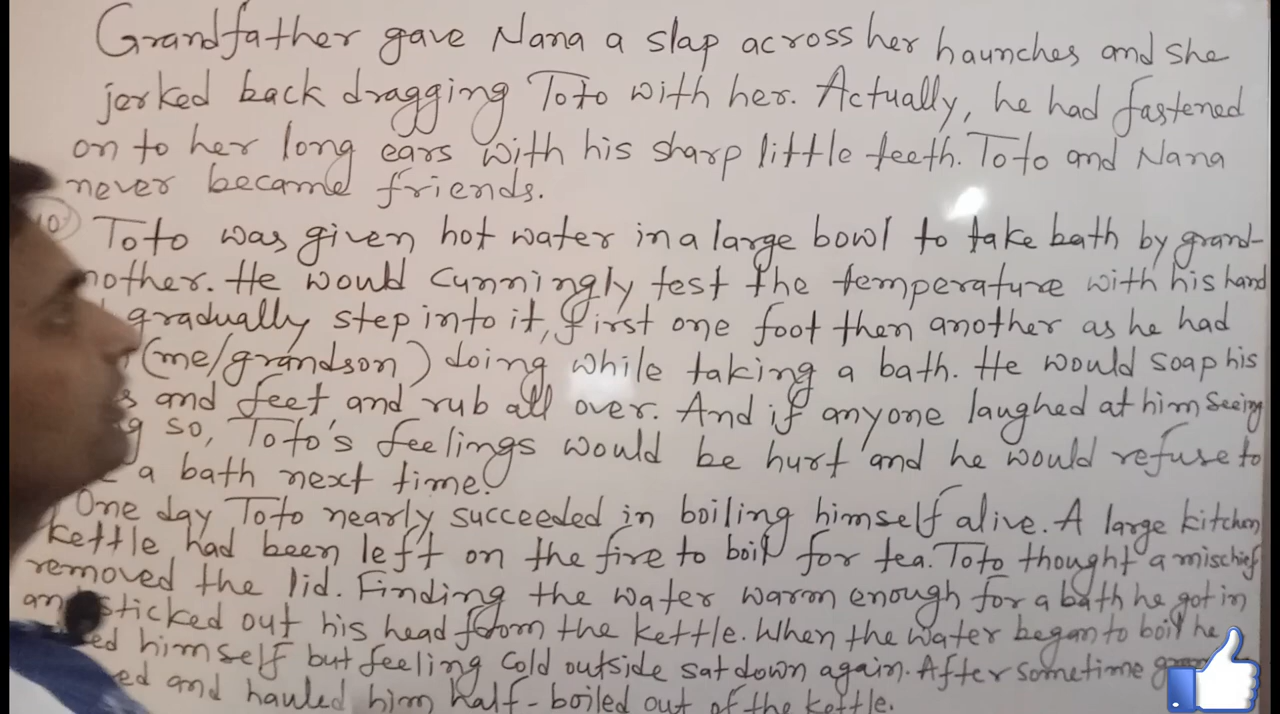 Grandfather gave Nana a slap across her haunches and she
jerked back dragging Toto with her. Actually, he had fastened
on to her long ears with his sharp little teeth. Toto and Nana
never became friends.
Toto was given hot water in a large bowl to take bath by grand-
mother. He would cunningly test the temperature with his hand
gradually step into it, first one foot then another as he had
(me/grandson) doing while taking a bath. He would soap his
and feet and rub all over. And if anyone laughed at him seeing
so, Toto's feelings would be hurt and he would refuse to
a bath next time.
One day Toto nearly succeeded in boiling himself alive. A large kitchen
kettle had been left on the fire to boil for tea. Toto thought a mischief
removed the lid. Finding the water warm enough for a bath he got in
and sticked out his head from the kettle. When the water began to boil he
himself but feeling cold outside sat down again. After sometime
and hauled him half-boiled out of the kettle.